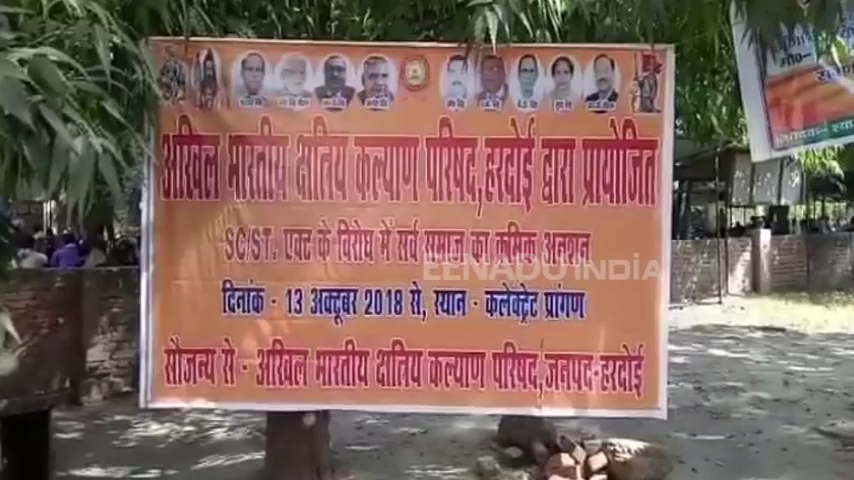 अखिल भारतीय क्षत्रिय कल्याण परिषद,हरदोई द्वारा प्रायोजित
SC/ST. एक्ट के विरोध में सर्व समाज का क्रमिक अनशन
EENADU INDIA
दिनांक - 13 अक्टूबर 2018 से, स्थान - कलेक्ट्रेट प्रांगण
सौजन्य से - अखिल भारतीय क्षत्रिय कल्याण परिषद,जनपद-हरदोई